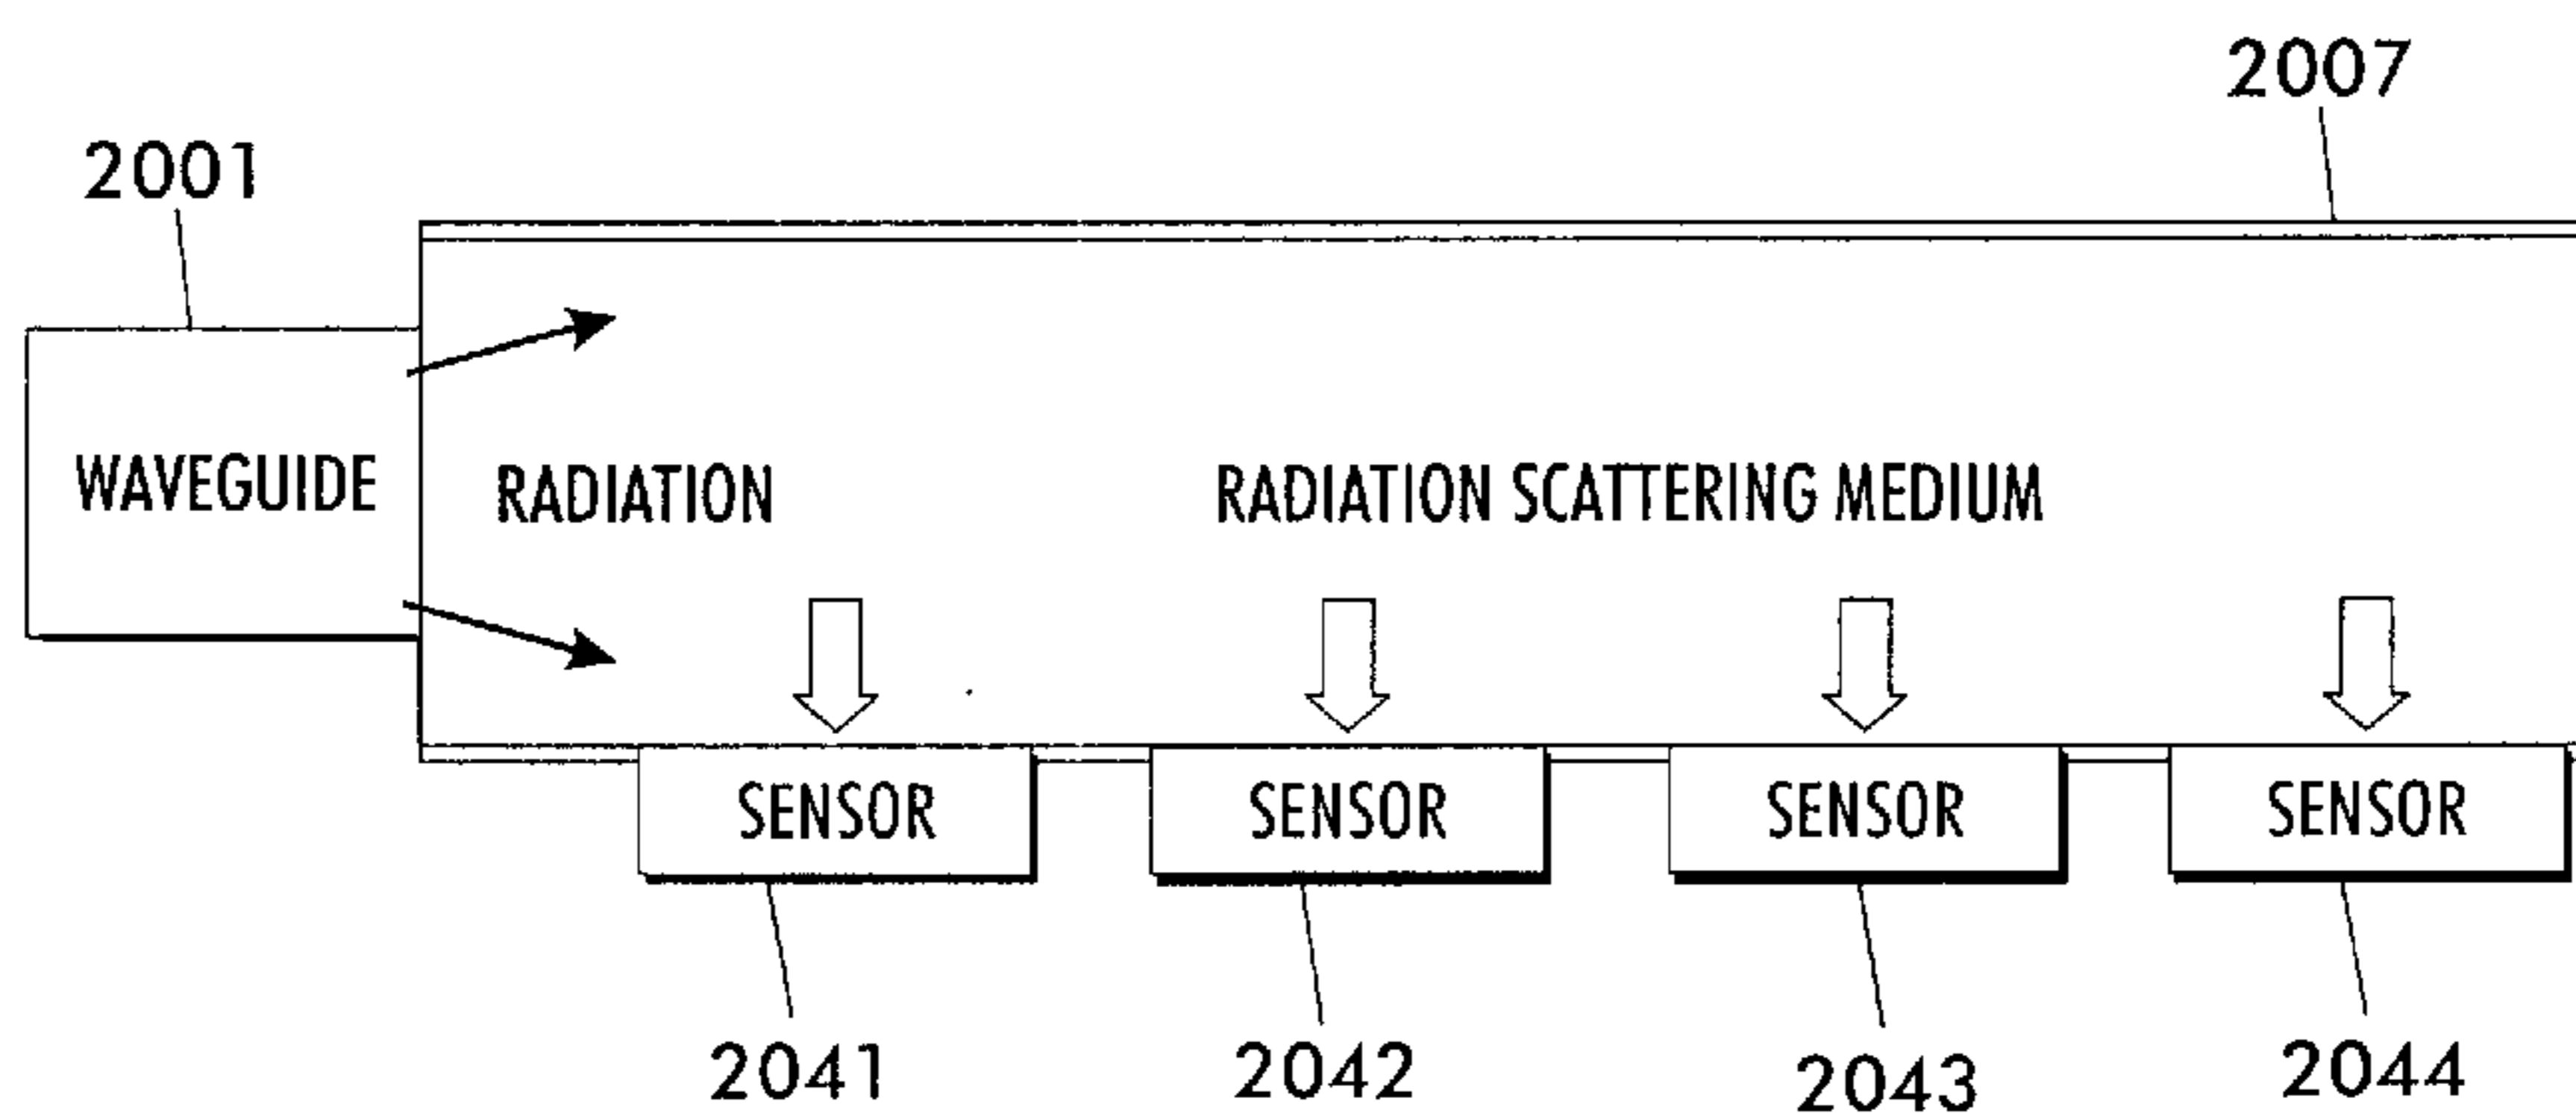 2007
2001
WAVEGUIDE
RADIATION
RADIATION SCATTERING MEDIUM
SENSOR
SENSOR
SENSOR
SENSOR
2041
2042
2043
2044